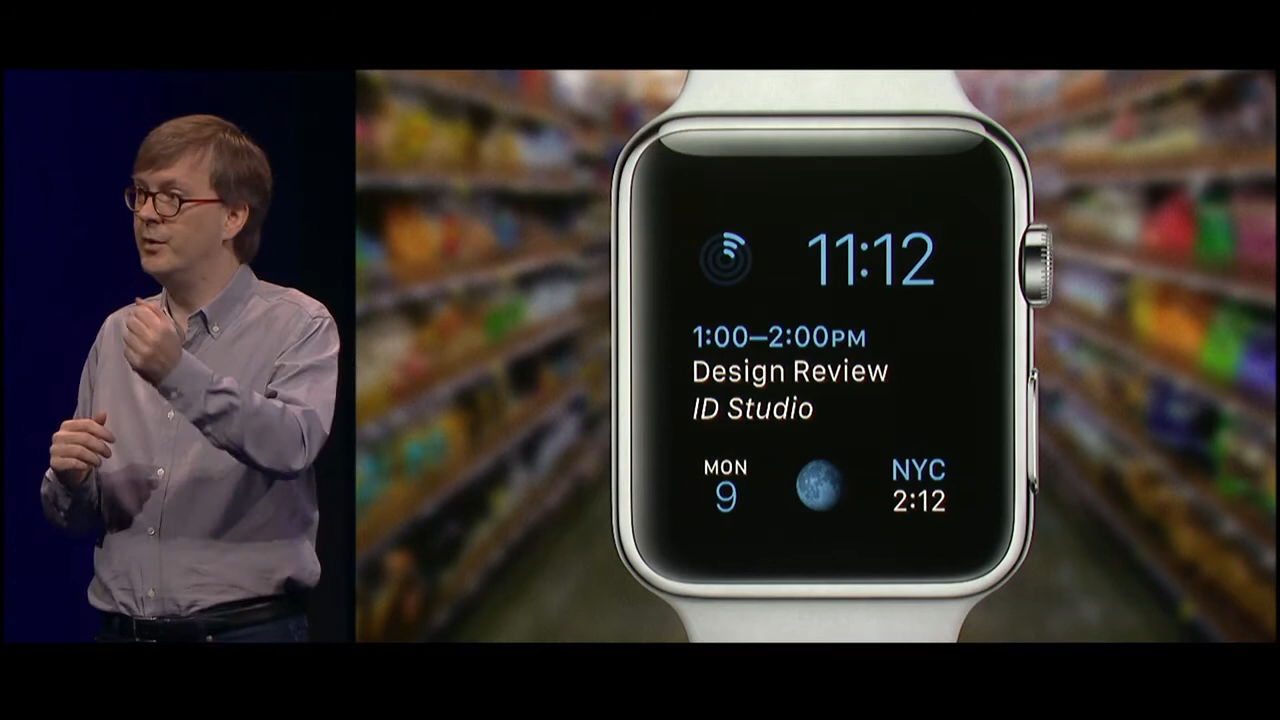 11:12
1:00–2:00PM
Design Review
ID Studio
MON
9
NYC
2:12